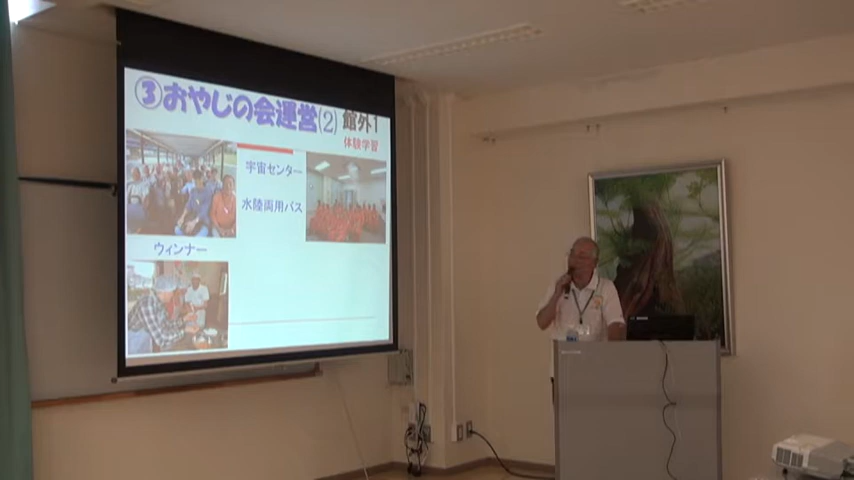 ③おやじの会運営(2) 館外1
体験学習
宇宙センター
水陸両用バス
ウィンナー